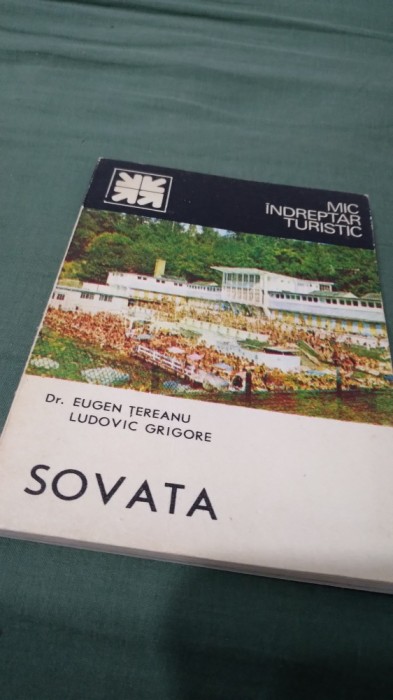 MIC
ÎNDREPTAR
TURISTIC
Dr. EUGEN ȚEREANU
LUDOVIC GRIGORE
SOVATA